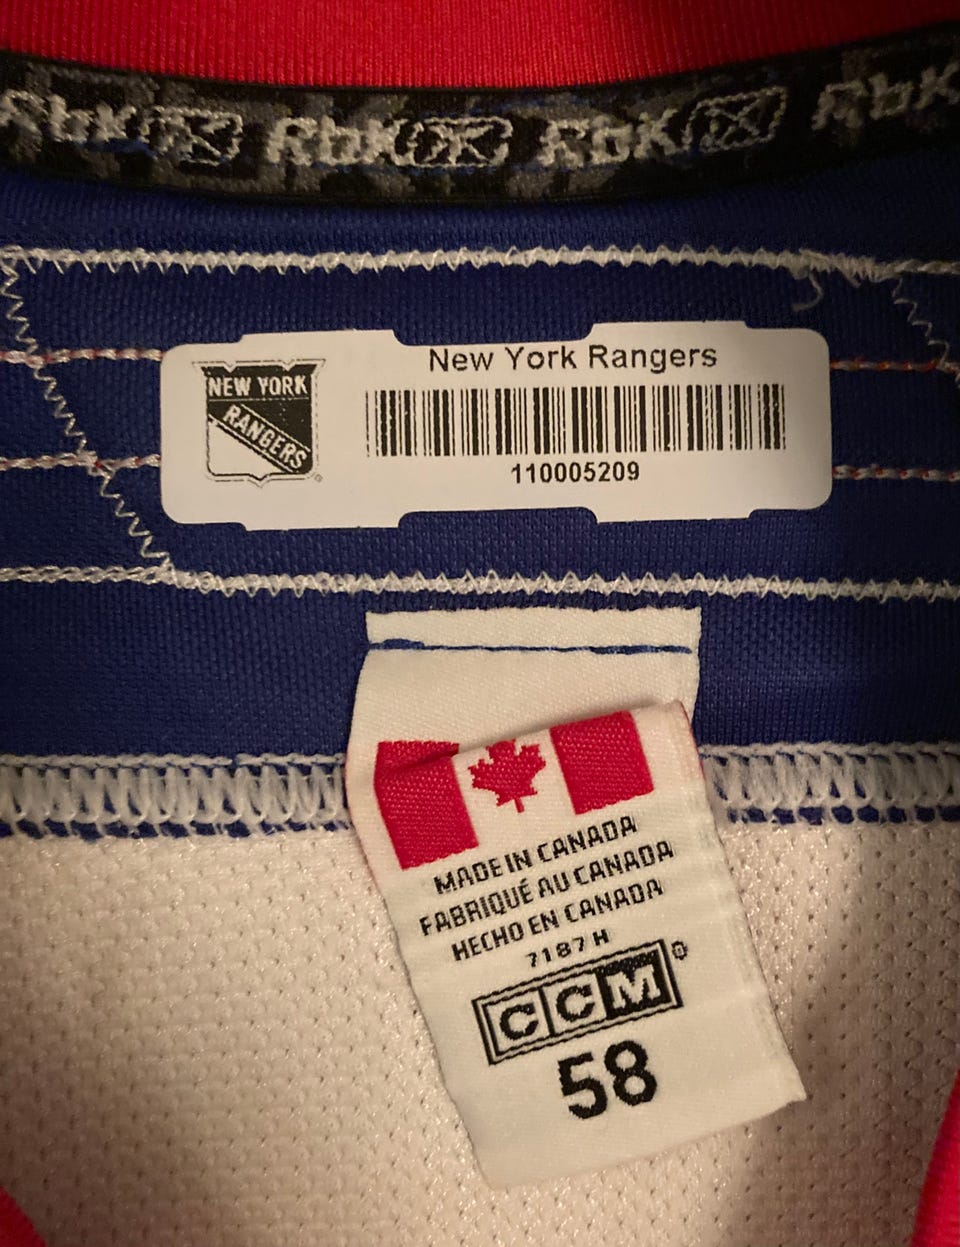 Rbk Rbk RbK Rbk
New York Rangers
NEW YORK
RANGERS
110005209
MADE IN CANADA
FABRIQUÉ AU CANADA
HECHO EN CANADA
7187 H
CCM®
58